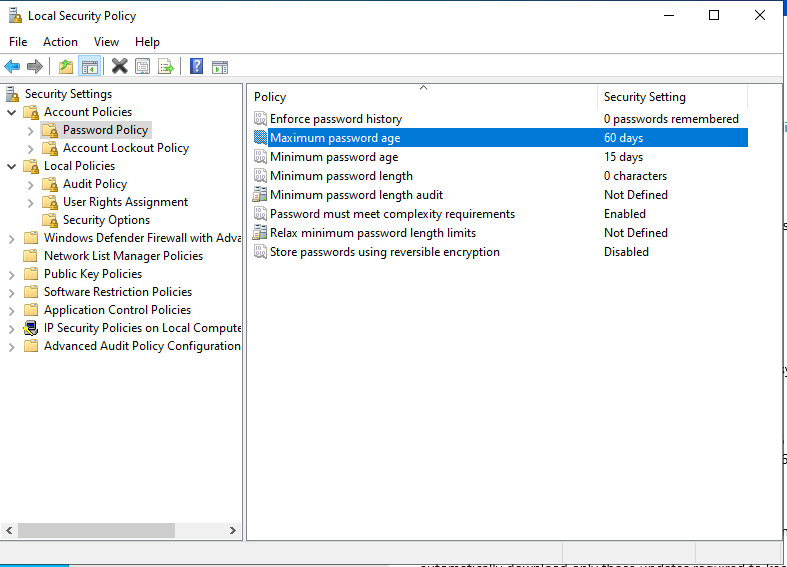 Local Security Policy
File Action View Help
Security Settings
Account Policies
Password Policy
Account Lockout Policy
Local Policies
Audit Policy
User Rights Assignment
Security Options
Windows Defender Firewall with Adva
Network List Manager Policies
Public Key Policies
Software Restriction Policies
Application Control Policies
IP Security Policies on Local Compute
Advanced Audit Policy Configuration
Policy Security Setting
Enforce password history 0 passwords remembered
Maximum password age 60 days
Minimum password age 15 days
Minimum password length 0 characters
Minimum password length audit Not Defined
Password must meet complexity requirements Enabled
Relax minimum password length limits Not Defined
Store passwords using reversible encryption Disabled